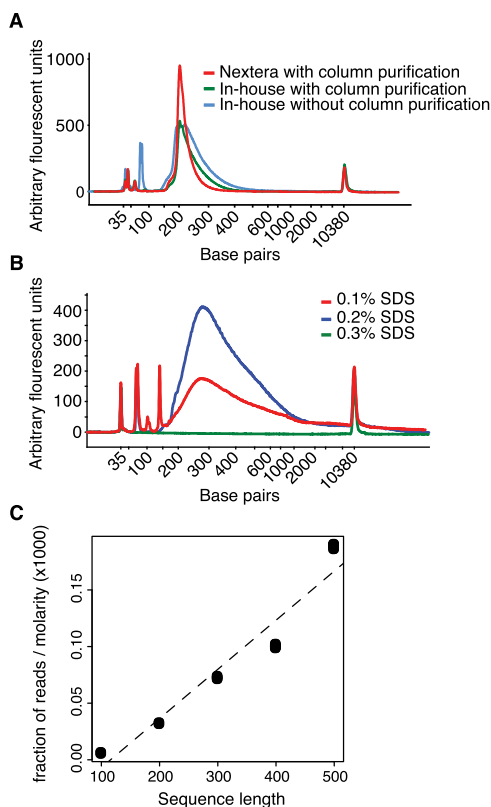 A
Arbitrary flourescent units
1000
500
0
Nextera with column purification
In-house with column purification
In-house without column purification
35 100 200 300 400 600 1000 2000 10380
Base pairs
B
Arbitrary flourescent units
400
300
200
100
0
0.1% SDS
0.2% SDS
0.3% SDS
35 100 200 300 400 600 1000 2000 10380
Base pairs
C
fraction of reads / molarity (x1000)
0.15
0.10
0.05
0.00
100 200 300 400 500
Sequence length